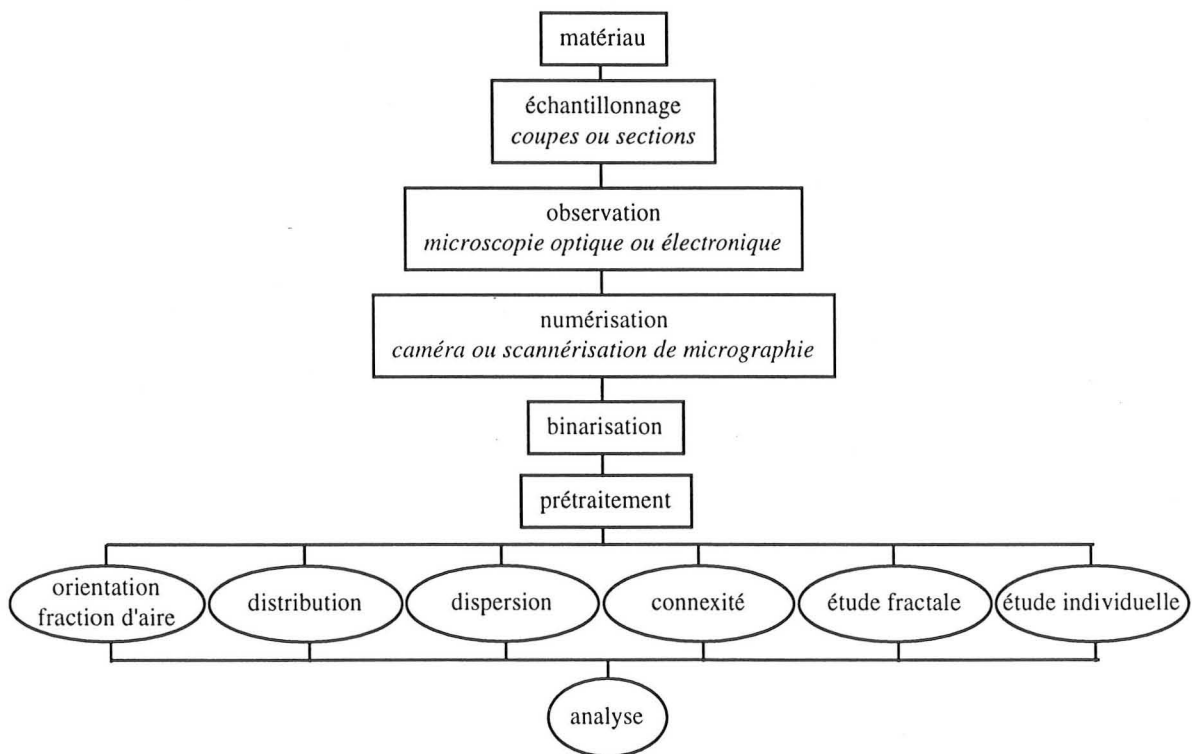 matériau
échantillonnage
coupes ou sections
observation
microscopie optique ou électronique
numérisation
caméra ou scannérisation de micrographie
binarisation
prétraitement
orientation
fraction d'aire
distribution
dispersion
connexité
étude fractale
étude individuelle
analyse